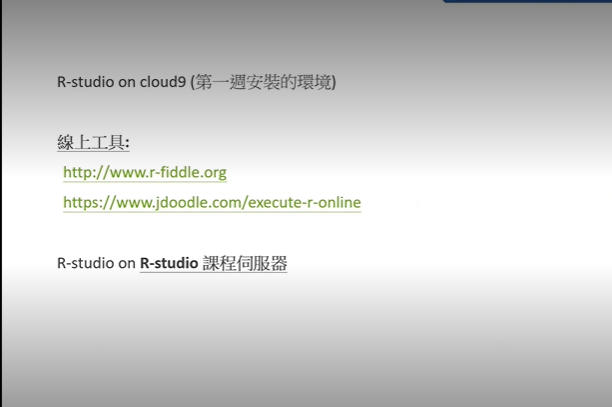 R-studio on cloud9 (第一週安裝的環境)
線上工具:
http://www.r-fiddle.org
https://www.jdoodle.com/execute-r-online
R-studio on R-studio 課程伺服器